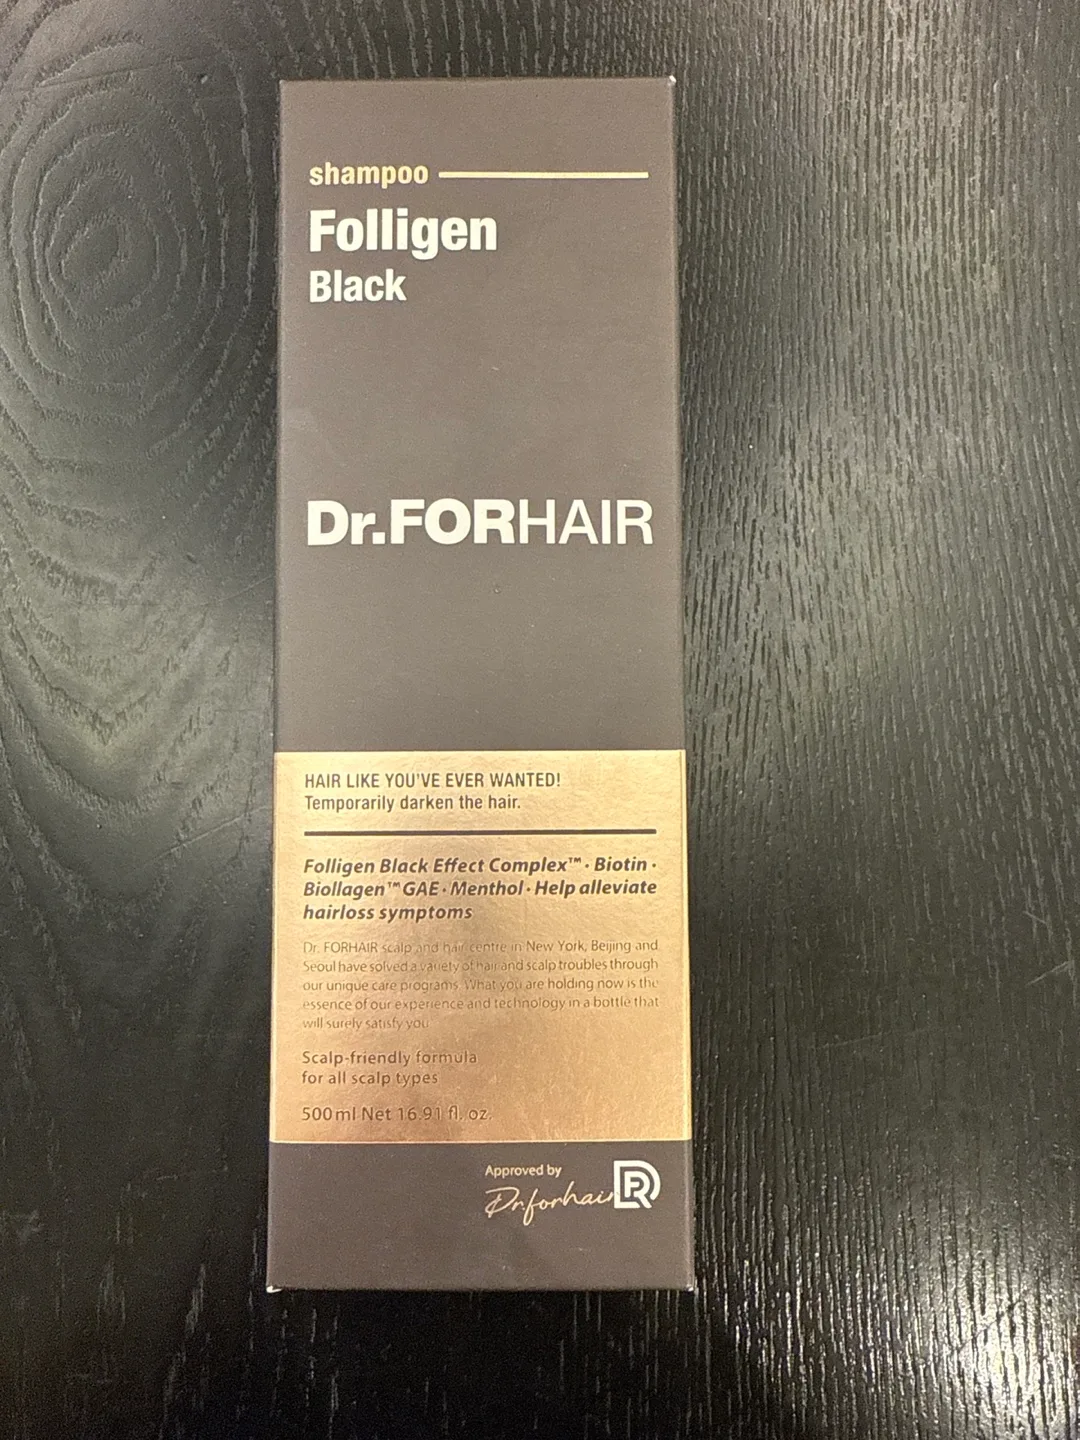 shampoo
Folligen
Black
Dr.FORHAIR
HAIR LIKE YOU'VE EVER WANTED!
Temporarily darken the hair.
Folligen Black Effect Complex™ · Biotin ·
Biollagen™ GAE · Menthol · Help alleviate
hairloss symptoms
Dr. FORHAIR scalp and hair centre in New York, Beijing and
Seoul have solved a variety of hair and scalp troubles through
our unique care programs. What you are holding now is the
essence of our experience and technology in a bottle that
will surely satisfy you.
Scalp-friendly formula
for all scalp types
500ml Net 16.91 fl. oz.
Approved by
Dr.forhair